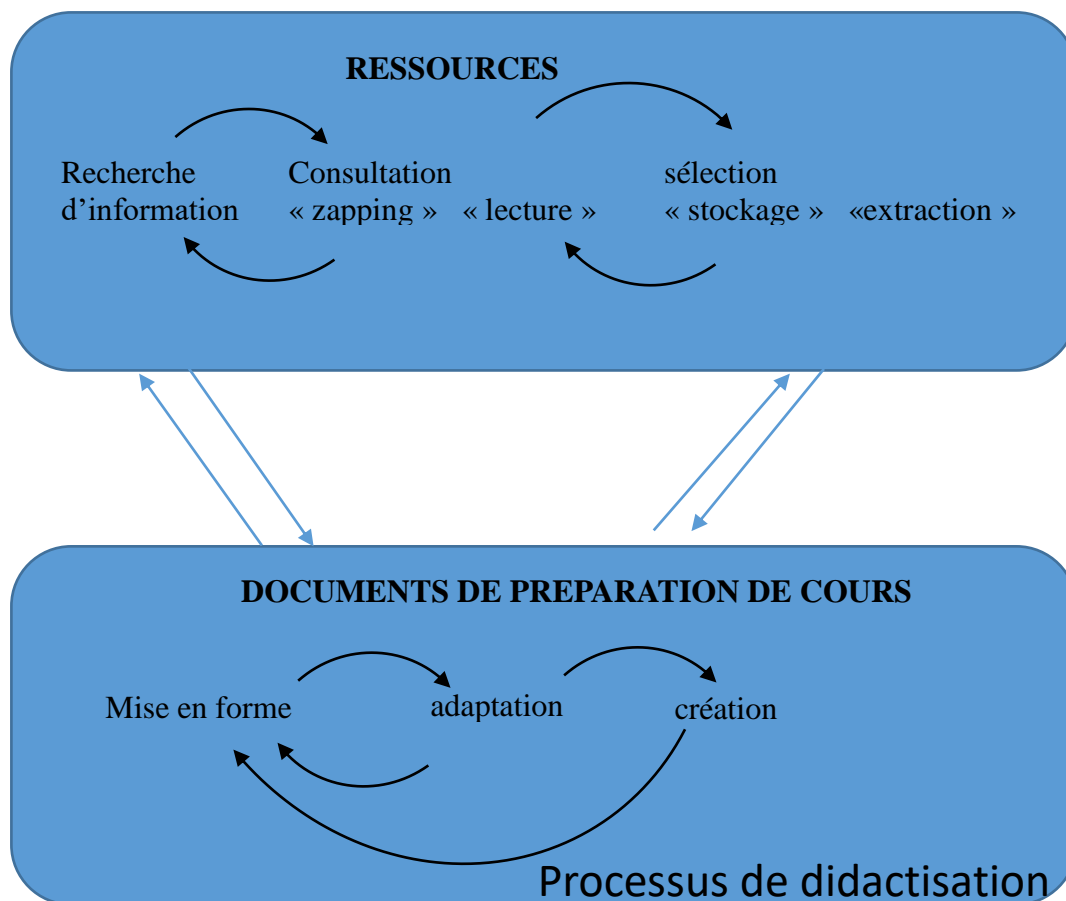 RESSOURCES
Recherche Consultation sélection
d’information « zapping » « lecture » « stockage » «extraction »
DOCUMENTS DE PREPARATION DE COURS
Mise en forme adaptation création
Processus de didactisation